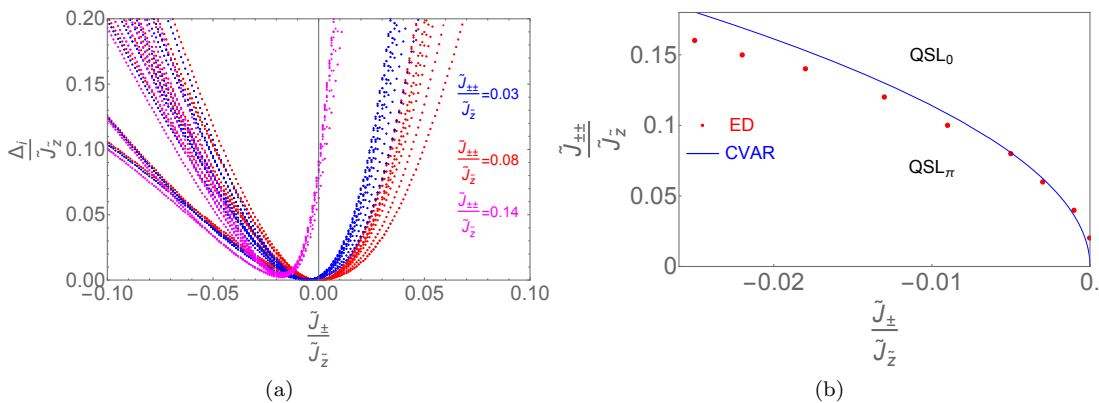 0.20
0.15
0.10
0.05
0.00
Δ_i/J̃_z̃
J̃_±±/J̃_z̃=0.03
J̃_±±/J̃_z̃=0.08
J̃_±±/J̃_z̃=0.14
−0.10 −0.05 0.00 0.05 0.10
J̃_±/J̃_z̃
(a)
0.15
0.1
0.05
0
J̃_±±/J̃_z̃
QSL₀
ED
CVAR
QSL_π
−0.02 −0.01 0.
J̃_±/J̃_z̃
(b)